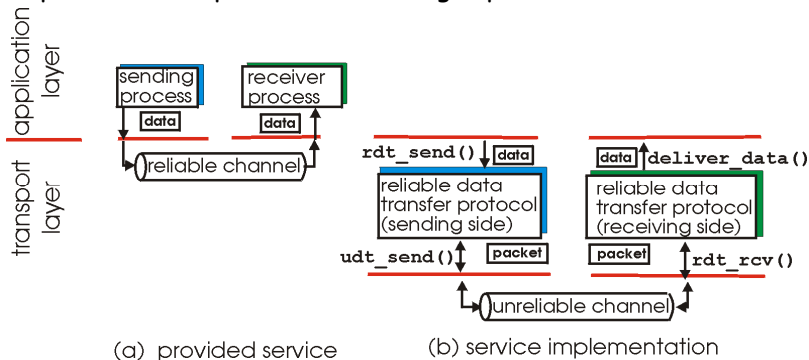 application
layer
transport
layer
sending
process
receiver
process
data
data
reliable channel
(a) provided service
rdt_send()
data
data
deliver_data()
reliable data
transfer protocol
(sending side)
reliable data
transfer protocol
(receiving side)
udt_send()
packet
packet
rdt_rcv()
unreliable channel
(b) service implementation